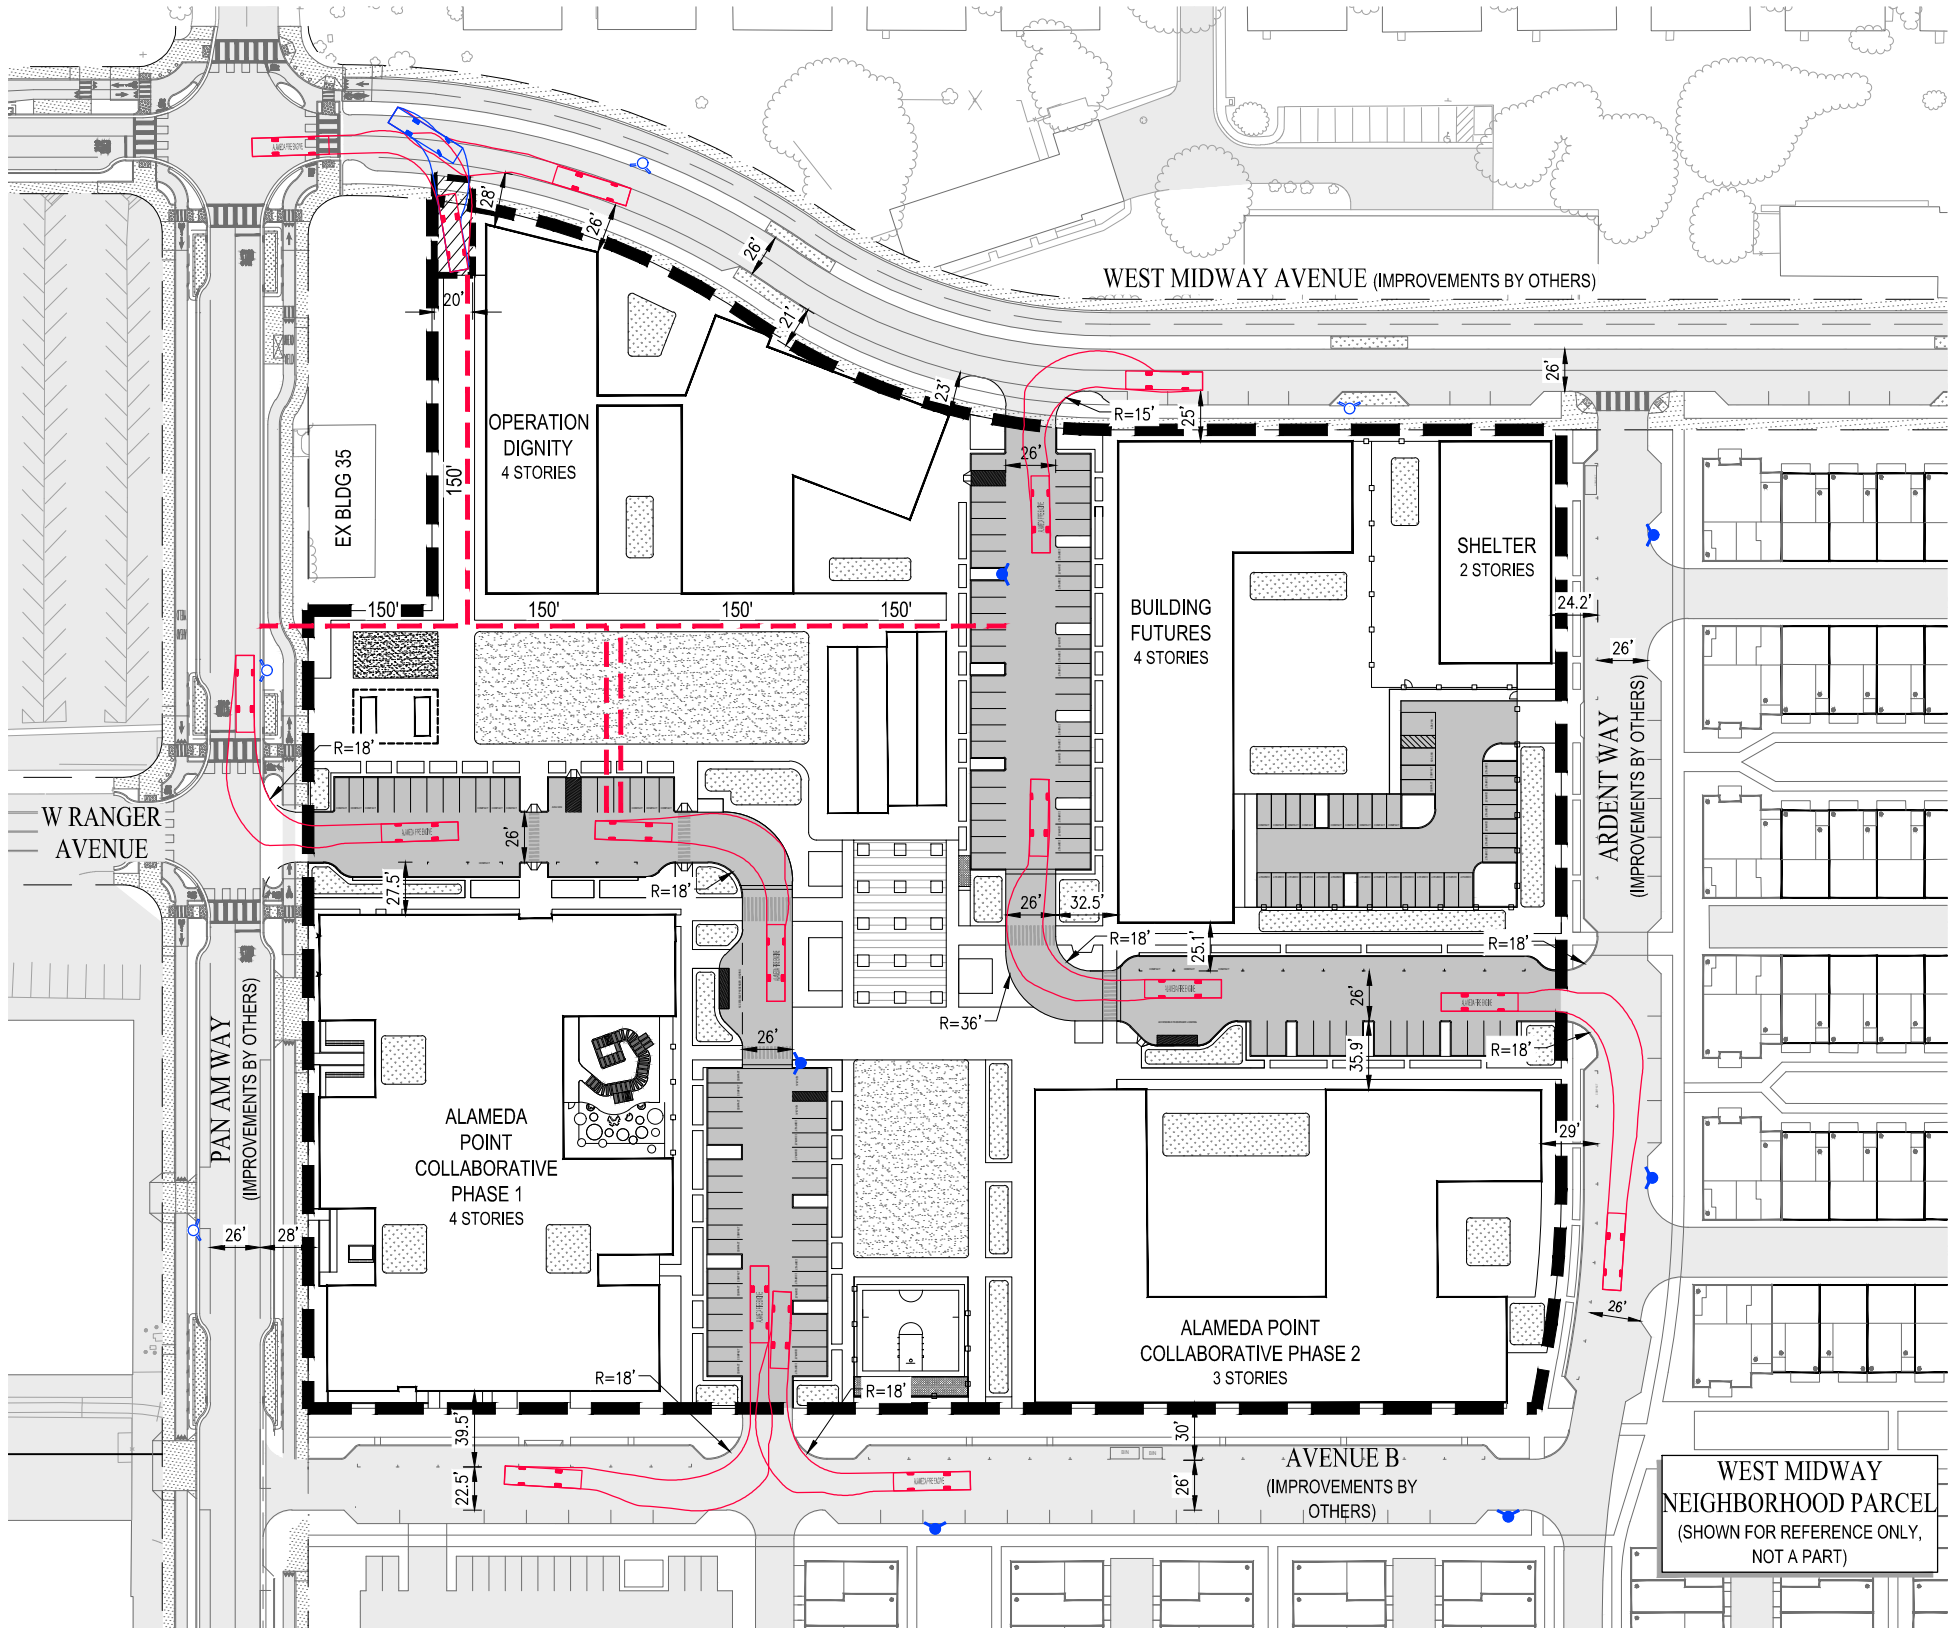 28'
26'
26'
WEST MIDWAY AVENUE (IMPROVEMENTS BY OTHERS)
20'
21'
26'
23'
R=15'
25'
OPERATION
DIGNITY
4 STORIES
EX BLDG 35
150'
26'
SHELTER
2 STORIES
BUILDING
FUTURES
4 STORIES
24.2'
150'
150'
150'
150'
26'
ARDENT WAY
(IMPROVEMENTS BY OTHERS)
R=18'
W RANGER
AVENUE
26'
27.5'
R=18'
26'
32.5'
R=18'
25.1'
R=18'
26'
R=36'
R=18'
35.9'
26'
PAN AM WAY
(IMPROVEMENTS BY OTHERS)
ALAMEDA
POINT
COLLABORATIVE
PHASE 1
4 STORIES
29'
26'
28'
26'
ALAMEDA POINT
COLLABORATIVE PHASE 2
3 STORIES
R=18'
R=18'
39.5'
22.5'
30'
26'
AVENUE B
(IMPROVEMENTS BY
OTHERS)
WEST MIDWAY
NEIGHBORHOOD PARCEL
(SHOWN FOR REFERENCE ONLY,
NOT A PART)